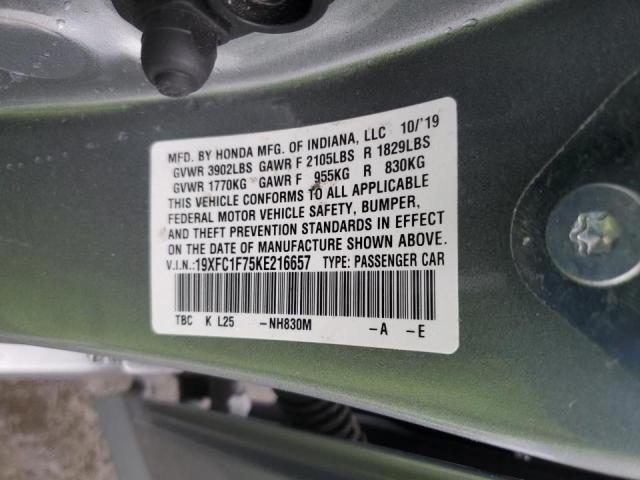 MFD. BY HONDA MFG. OF INDIANA, LLC 10/'19
GVWR 3902LBS GAWR F 2105LBS R 1829LBS
GVWR 1770KG GAWR F 955KG R 830KG
THIS VEHICLE CONFORMS TO ALL APPLICABLE
FEDERAL MOTOR VEHICLE SAFETY, BUMPER,
AND THEFT PREVENTION STANDARDS IN EFFECT
ON THE DATE OF MANUFACTURE SHOWN ABOVE.
V.I.N.:19XFC1F75KE216657 TYPE: PASSENGER CAR
TBC K L25 -NH830M -A -E